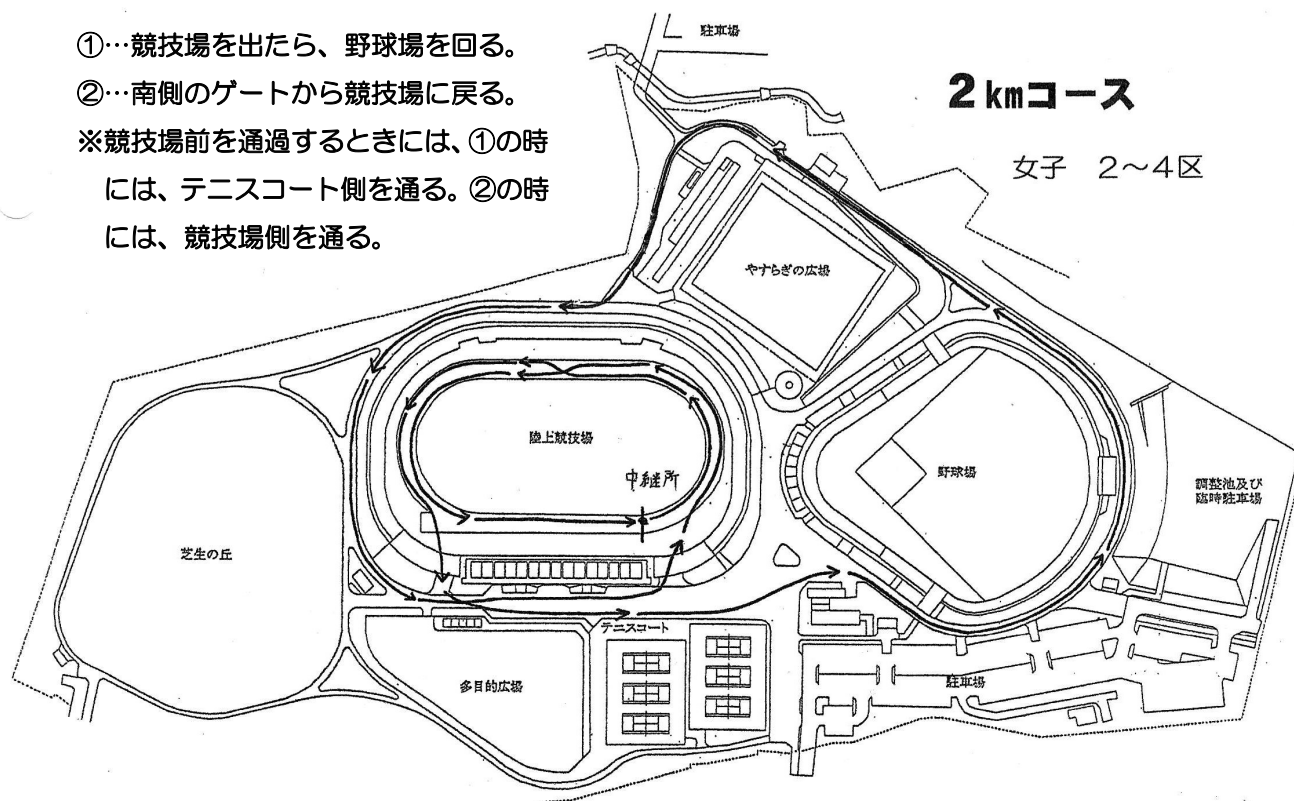 ①…競技場を出たら、野球場を回る。
②…南側のゲートから競技場に戻る。
※競技場前を通過するときには、①の時
には、テニスコート側を通る。②の時
には、競技場側を通る。
駐車場
2kmコース
女子 2〜4区
やすらぎの広場
陸上競技場
中継所
野球場
調整池及び
臨時駐車場
芝生の丘
テニスコート
多目的広場
駐車場